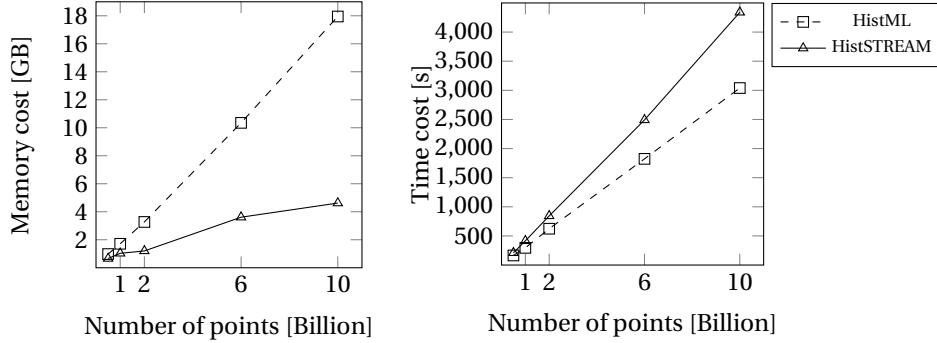 18
16
14
12
10
8
6
4
2
Memory cost [GB]
1 2 6 10
Number of points [Billion]
4,000
3,500
3,000
2,500
2,000
1,500
1,000
500
Time cost [s]
1 2 6 10
Number of points [Billion]
HistML
HistSTREAM